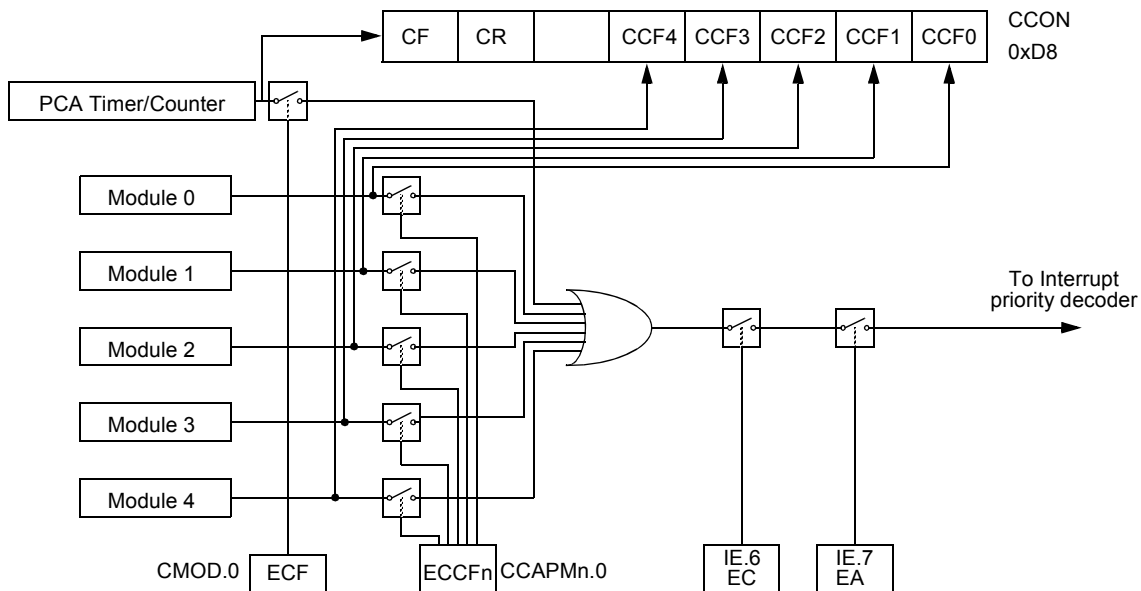 CF CR CCF4 CCF3 CCF2 CCF1 CCF0 CCON
0xD8
PCA Timer/Counter
Module 0
Module 1
To Interrupt
priority decoder
Module 2
Module 3
Module 4
CMOD.0 ECF ECCFn CCAPMn.0
IE.6
EC
IE.7
EA